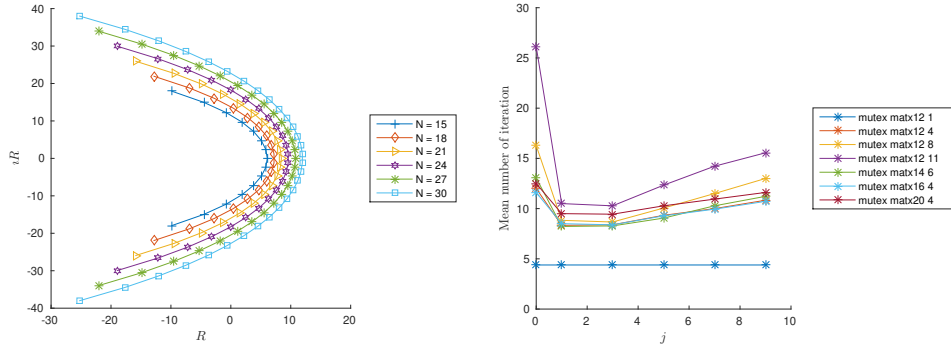 40
30
20
10
0
-10
-20
-30
-40
ıR
-30
-20
-10
0
10
20
R
N = 15
N = 18
N = 21
N = 24
N = 27
N = 30
30
25
20
15
10
5
0
Mean number of iteration
0
2
4
6
8
10
j
mutex matx12 1
mutex matx12 4
mutex matx12 8
mutex matx12 11
mutex matx14 6
mutex matx16 4
mutex matx20 4